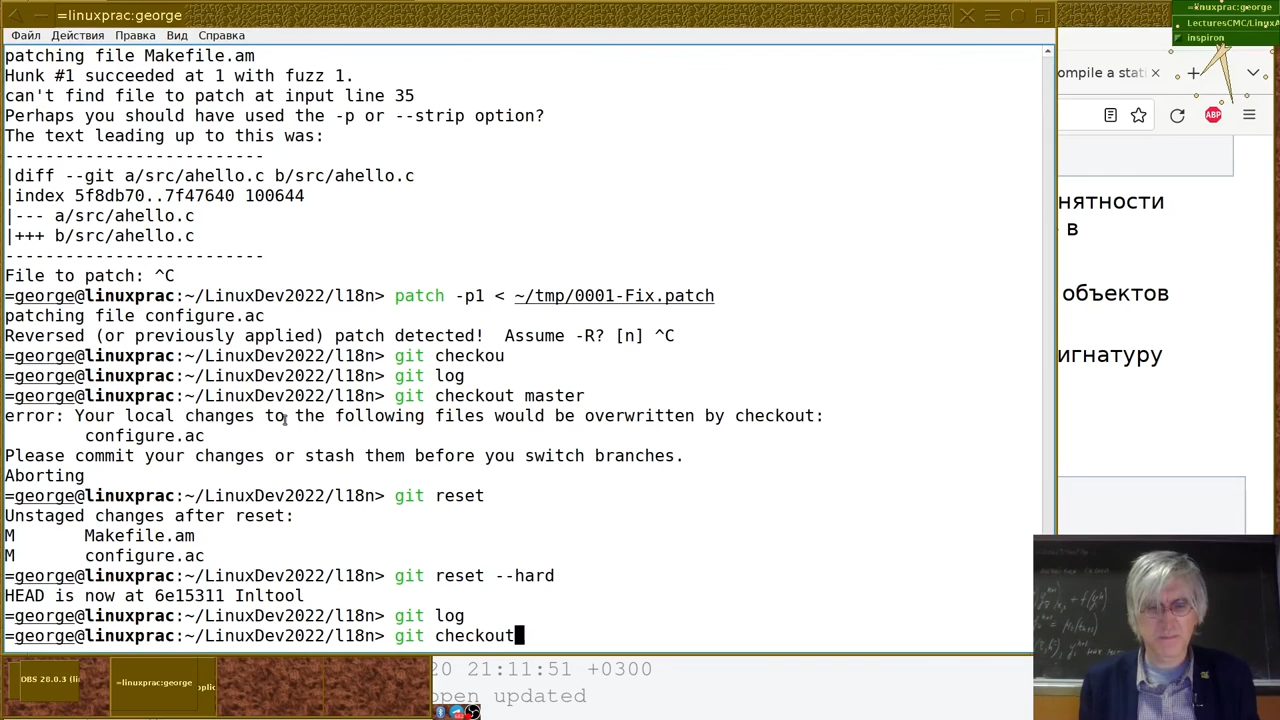 =linuxprac:george
=linuxprac:george
LecturesCMC/LinuxA
inspiron
Файл Действия Правка Вид Справка
patching file Makefile.am
Hunk #1 succeeded at 1 with fuzz 1.
can't find file to patch at input line 35
Perhaps you should have used the -p or --strip option?
The text leading up to this was:
--------------------------
|diff --git a/src/ahello.c b/src/ahello.c
|index 5f8db70..7f47640 100644
|--- a/src/ahello.c
|+++ b/src/ahello.c
--------------------------
File to patch: ^C
=george@linuxprac:~/LinuxDev2022/l18n> patch -p1 < ~/tmp/0001-Fix.patch
patching file configure.ac
Reversed (or previously applied) patch detected!  Assume -R? [n] ^C
=george@linuxprac:~/LinuxDev2022/l18n> git checkou
=george@linuxprac:~/LinuxDev2022/l18n> git log
=george@linuxprac:~/LinuxDev2022/l18n> git checkout master
error: Your local changes to the following files would be overwritten by checkout:
configure.ac
Please commit your changes or stash them before you switch branches.
Aborting
=george@linuxprac:~/LinuxDev2022/l18n> git reset
Unstaged changes after reset:
M Makefile.am
M configure.ac
=george@linuxprac:~/LinuxDev2022/l18n> git reset --hard
HEAD is now at 6e15311 Inltool
=george@linuxprac:~/LinuxDev2022/l18n> git log
=george@linuxprac:~/LinuxDev2022/l18n> git checkout
ompile a stat
ABP
нятности
в
объектов
игнатуру
OBS 28.0.3 (lin
=linuxprac:george
plic
20 21:11:51 +0300
open updated